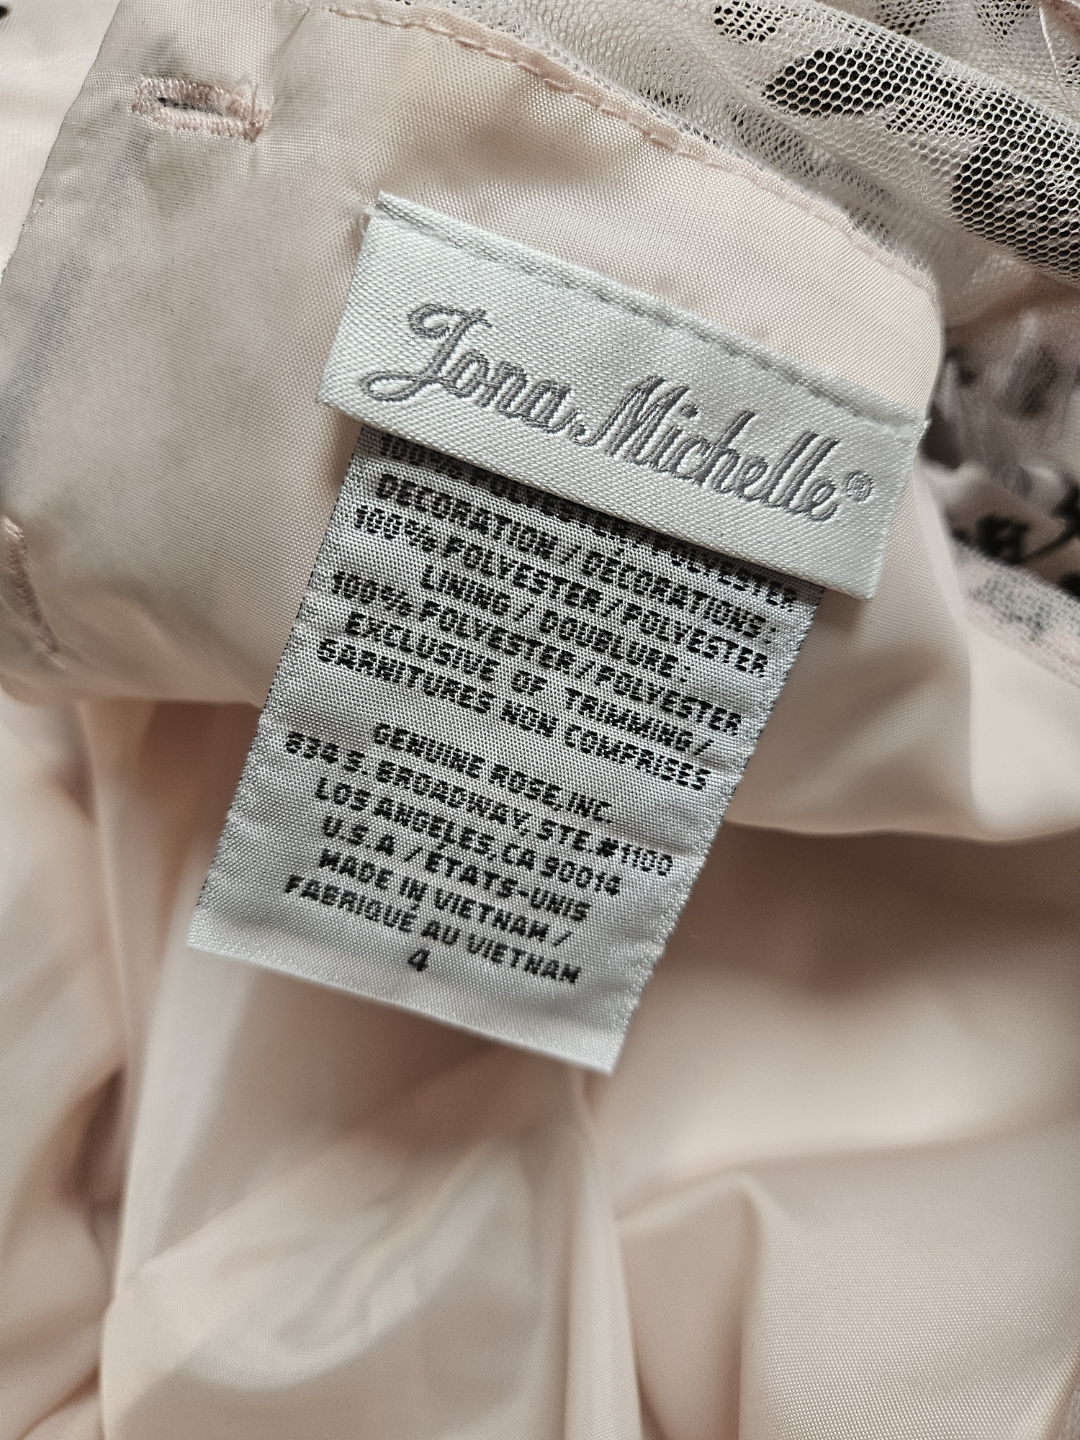 Jona Michelle®
100% POLYESTER / POLYESTER
DECORATION / DÉCORATIONS :
100% POLYESTER / POLYESTER
LINING / DOUBLURE :
100% POLYESTER / POLYESTER
EXCLUSIVE OF TRIMMING /
GARNITURES NON COMPRISES
GENUINE ROSE,INC.
834 S. BROADWAY, STE.#1100
LOS ANGELES,CA 90014
U.S.A / ÉTATS-UNIS
MADE IN VIETNAM /
FABRIQUÉ AU VIETNAM
4